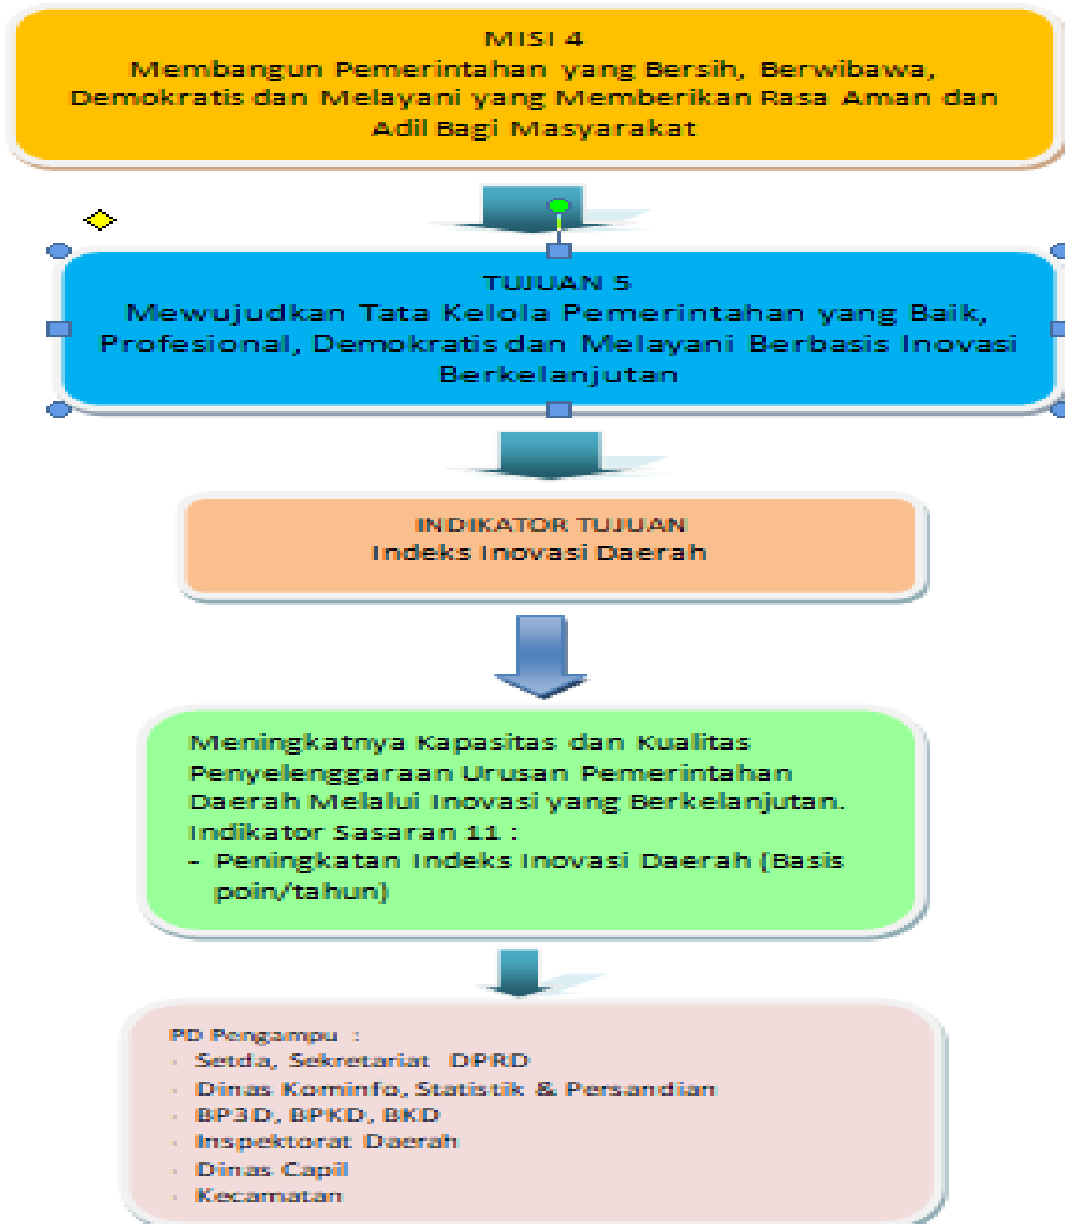 MISI 4
Membangun Pemerintahan yang Bersih, Berwibawa,
Demokratis dan Melayani yang Memberikan Rasa Aman dan
Adil Bagi Masyarakat
TUJUAN 5
Mewujudkan Tata Kelola Pemerintahan yang Baik,
Profesional, Demokratis dan Melayani Berbasis Inovasi
Berkelanjutan
INDIKATOR TUJUAN
Indeks Inovasi Daerah
Meningkatnya Kapasitas dan Kualitas
Penyelenggaraan Urusan Pemerintahan
Daerah Melalui Inovasi yang Berkelanjutan.
Indikator Sasaran 11 :
- Peningkatan Indeks Inovasi Daerah (Basis
poin/tahun)
PD Pengampu :
- Setda, Sekretariat DPRD
- Dinas Kominfo, Statistik & Persandian
- BP3D, BPKD, BKD
- Inspektorat Daerah
- Dinas Capil
- Kecamatan